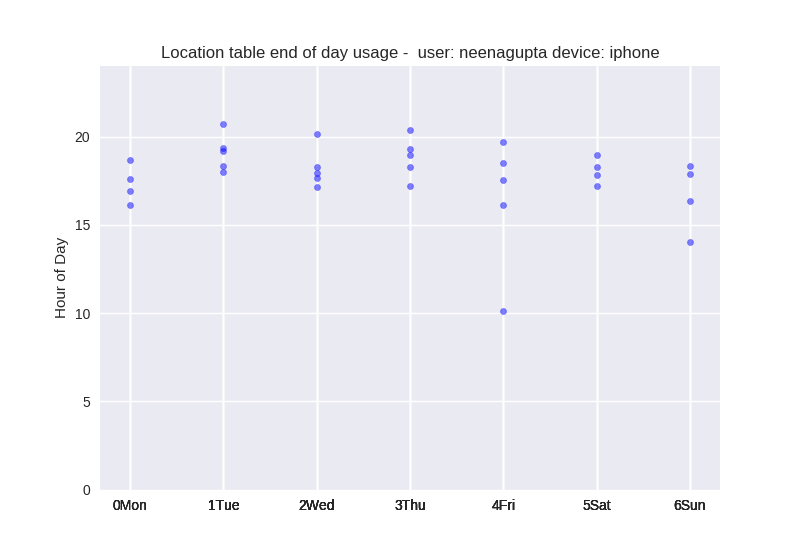 Location table end of day usage -  user: neenagupta device: iphone
20
15
10
5
0
Hour of Day
0Mon 1Tue 2Wed 3Thu 4Fri 5Sat 6Sun